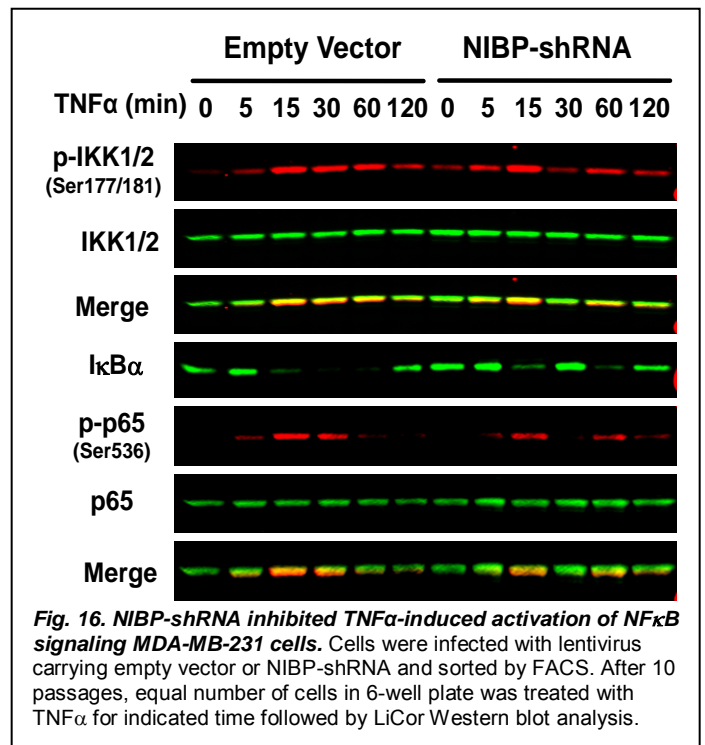 Empty Vector NIBP-shRNA
TNFα (min) 0 5 15 30 60 120 0 5 15 30 60 120
p-IKK1/2
(Ser177/181)
IKK1/2
Merge
IκBα
p-p65
(Ser536)
p65
Merge
Fig. 16. NIBP-shRNA inhibited TNFα-induced activation of NFκB
signaling MDA-MB-231 cells. Cells were infected with lentivirus
carrying empty vector or NIBP-shRNA and sorted by FACS. After 10
passages, equal number of cells in 6-well plate was treated with
TNFα for indicated time followed by LiCor Western blot analysis.